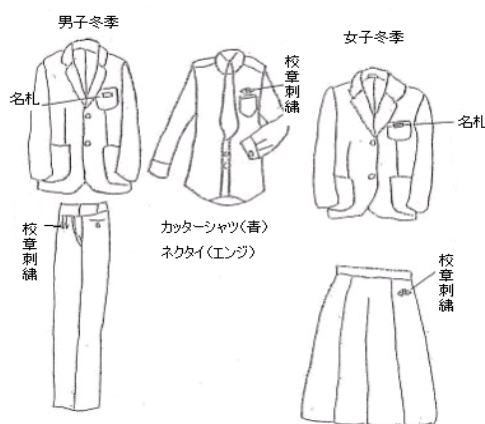 男子冬季
女子冬季
校章刺繍
名札
名札
カッターシャツ(青)
ネクタイ(エンジ)
校章刺繍
校章刺繍